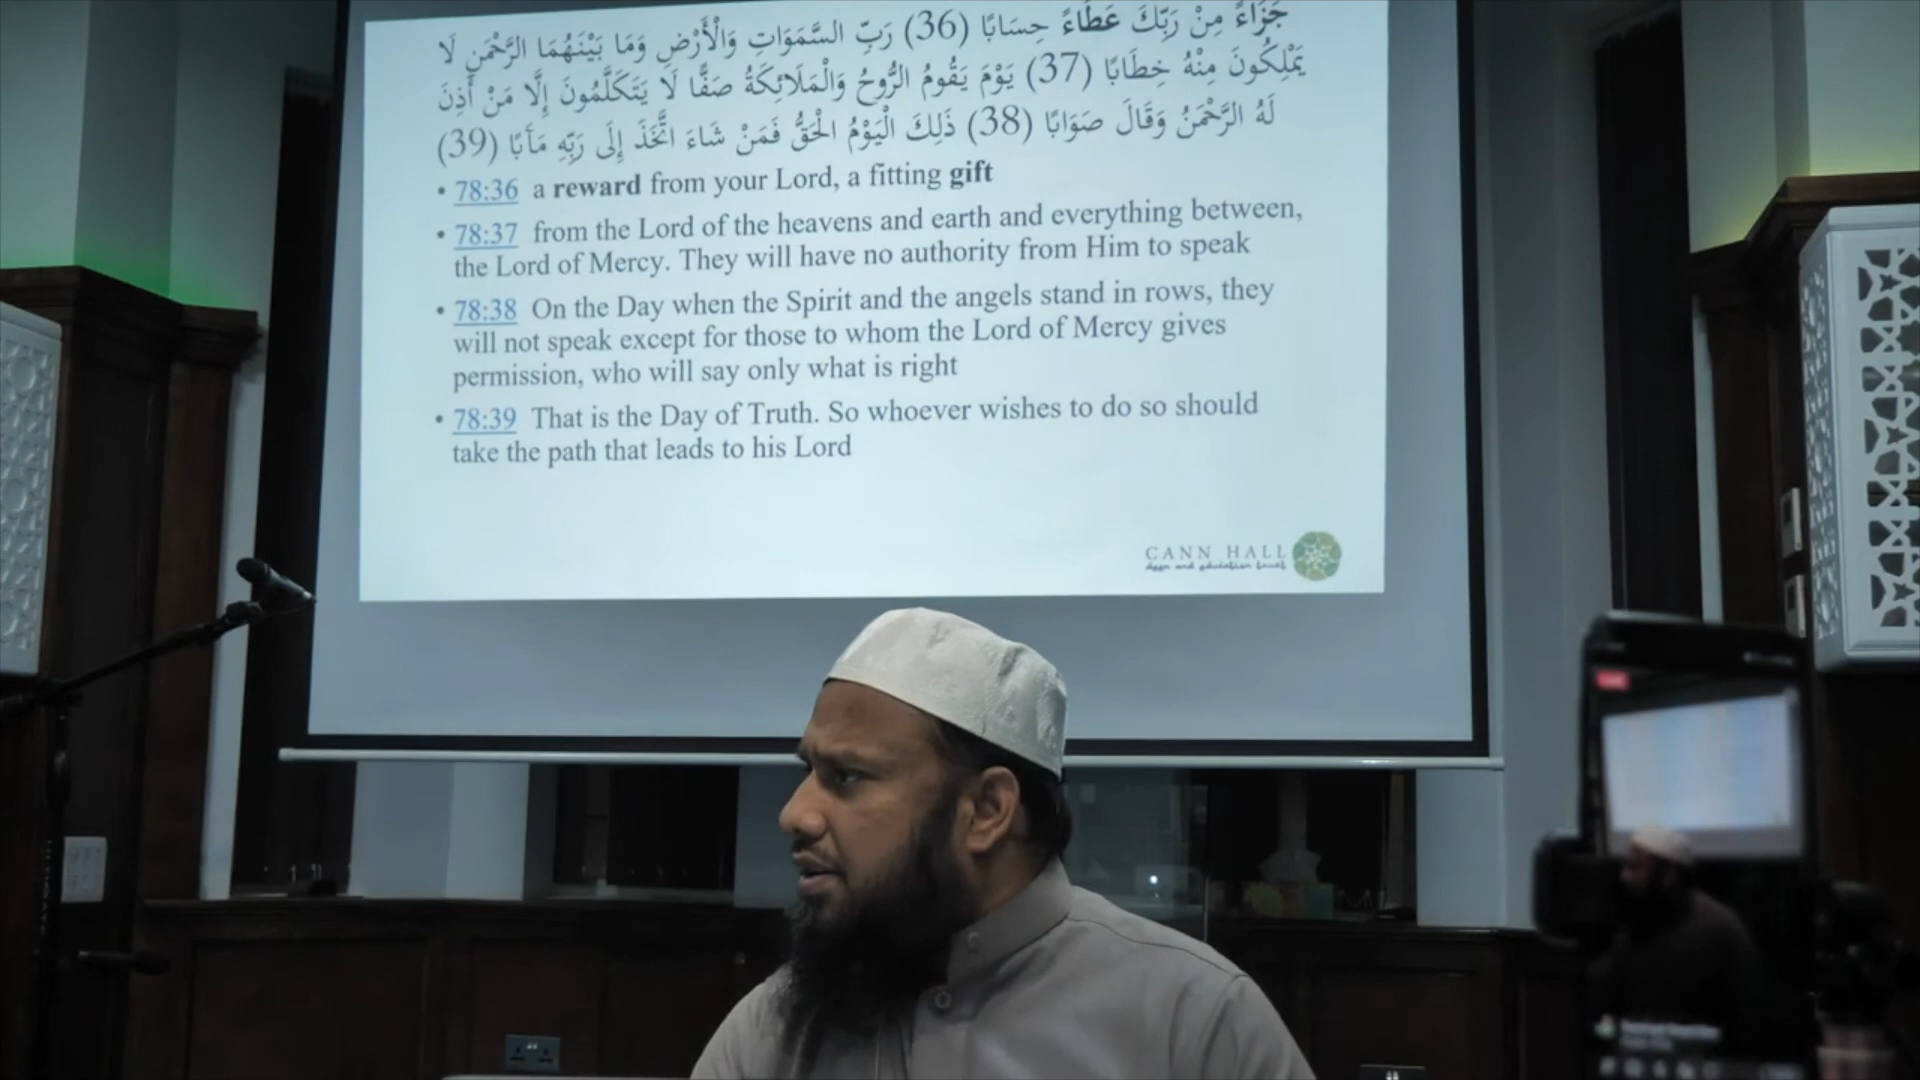 جَزَاءً مِنْ رَبِّكَ عَطَاءً حِسَابًا (36) رَبِّ السَّمَوَاتِ وَالْأَرْضِ وَمَا بَيْنَهُمَا الرَّحْمَنِ لَا
يَمْلِكُونَ مِنْهُ خِطَابًا (37) يَوْمَ يَقُومُ الرُّوحُ وَالْمَلَائِكَةُ صَفًّا لَا يَتَكَلَّمُونَ إِلَّا مَنْ أَذِنَ
لَهُ الرَّحْمَنُ وَقَالَ صَوَابًا (38) ذَلِكَ الْيَوْمُ الْحَقُّ فَمَنْ شَاءَ اتَّخَذَ إِلَى رَبِّهِ مَآبًا (39)
• 78:36 a reward from your Lord, a fitting gift
• 78:37 from the Lord of the heavens and earth and everything between,
the Lord of Mercy. They will have no authority from Him to speak
• 78:38 On the Day when the Spirit and the angels stand in rows, they
will not speak except for those to whom the Lord of Mercy gives
permission, who will say only what is right
• 78:39 That is the Day of Truth. So whoever wishes to do so should
take the path that leads to his Lord
CANN HALL
deen and education trust